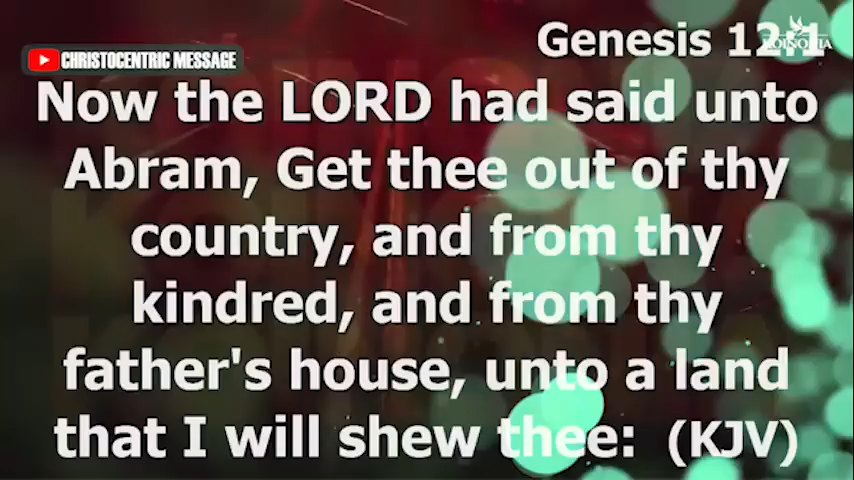 Genesis 12:1
KOINONIA
CHRISTOCENTRIC MESSAGE
Now the LORD had said unto
Abram, Get thee out of thy
country, and from thy
kindred, and from thy
father's house, unto a land
that I will shew thee: (KJV)